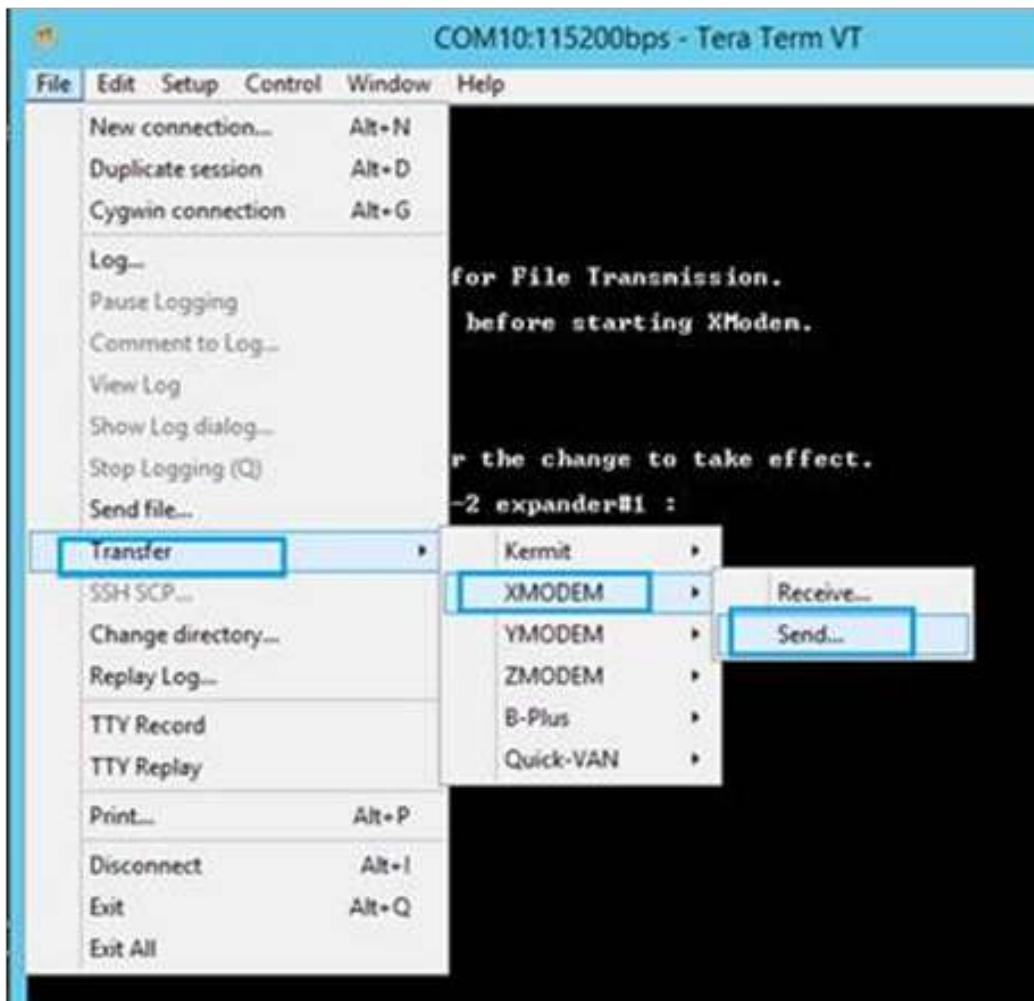 COM10:115200bps - Tera Term VT
File Edit Setup Control Window Help
New connection... Alt+N
Duplicate session Alt+D
Cygwin connection Alt+G
Log...
Pause Logging
Comment to Log...
View Log
Show Log dialog...
Stop Logging (Q)
Send file...
Transfer
SSH SCP...
Change directory...
Replay Log...
TTY Record
TTY Replay
Print... Alt+P
Disconnect Alt+I
Exit Alt+Q
Exit All
for File Transmission.
before starting XModem.
r the change to take effect.
-2 expander#1 :
Kermit
XMODEM
YMODEM
ZMODEM
B-Plus
Quick-VAN
Receive...
Send...